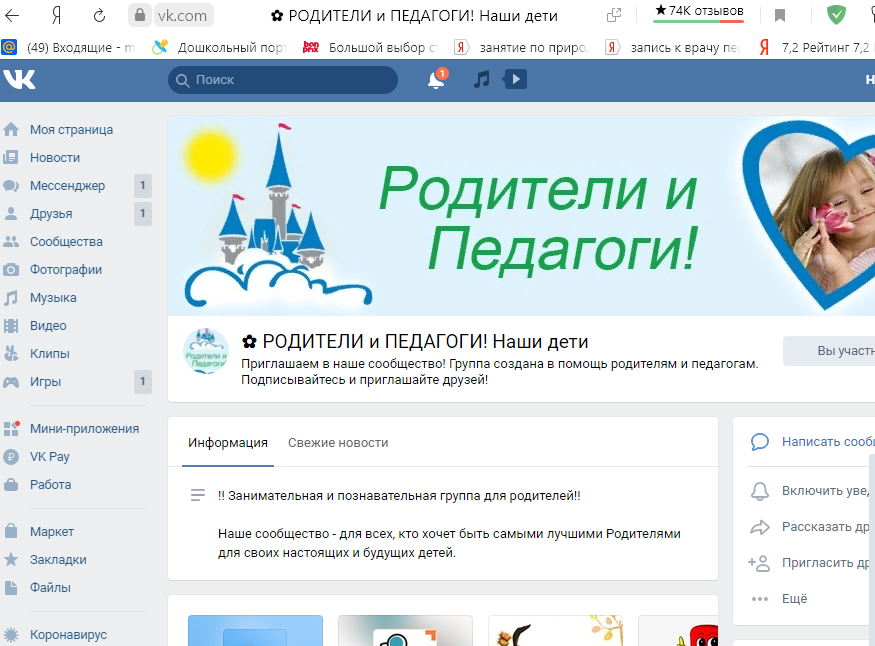 vk.com
✿ РОДИТЕЛИ и ПЕДАГОГИ! Наши дети
★ 74K отзывов
(49) Входящие - m
Дошкольный порт
Большой выбор
занятие по приро
запись к врачу пе
7,2 Рейтинг 7,2
Поиск
1
Моя страница
Новости
Мессенджер 1
Друзья 1
Сообщества
Фотографии
Музыка
Видео
Клипы
Игры 1
Мини-приложения
VK Pay
Работа
Маркет
Закладки
Файлы
Коронавирус
Родители и
Педагоги!
Родители и
Педагоги
✿ РОДИТЕЛИ и ПЕДАГОГИ! Наши дети
Приглашаем в наше сообщество! Группа создана в помощь родителям и педагогам.
Подписывайтесь и приглашайте друзей!
Вы участн
Информация Свежие новости
!! Занимательная и познавательная группа для родителей!!
Наше сообщество - для всех, кто хочет быть самыми лучшими Родителями
для своих настоящих и будущих детей.
Написать сооб
Включить уве
Рассказать др
Пригласить др
Ещё